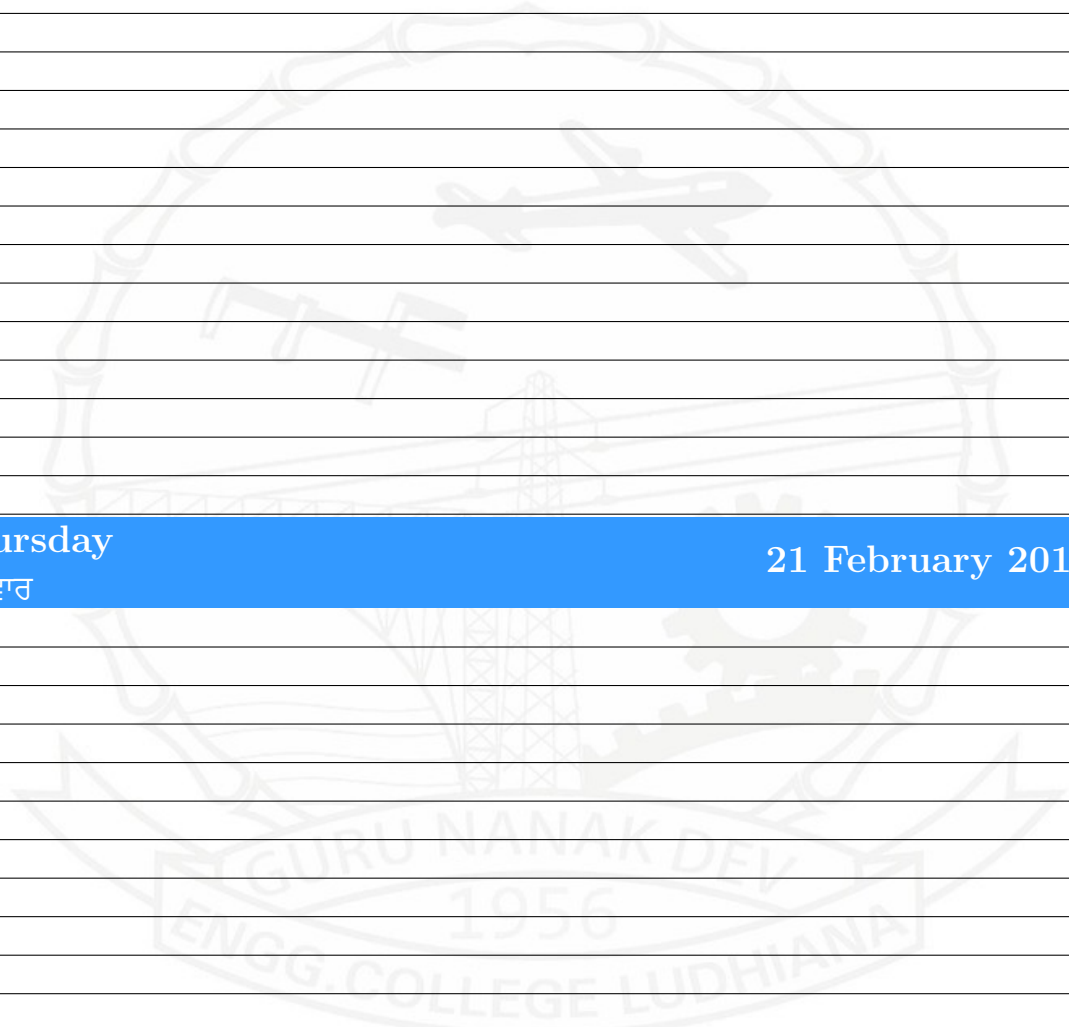 ursday
ਵਾਰ
21 February 201
GURU NANAK DEV
1956
ENGG. COLLEGE LUDHIANA